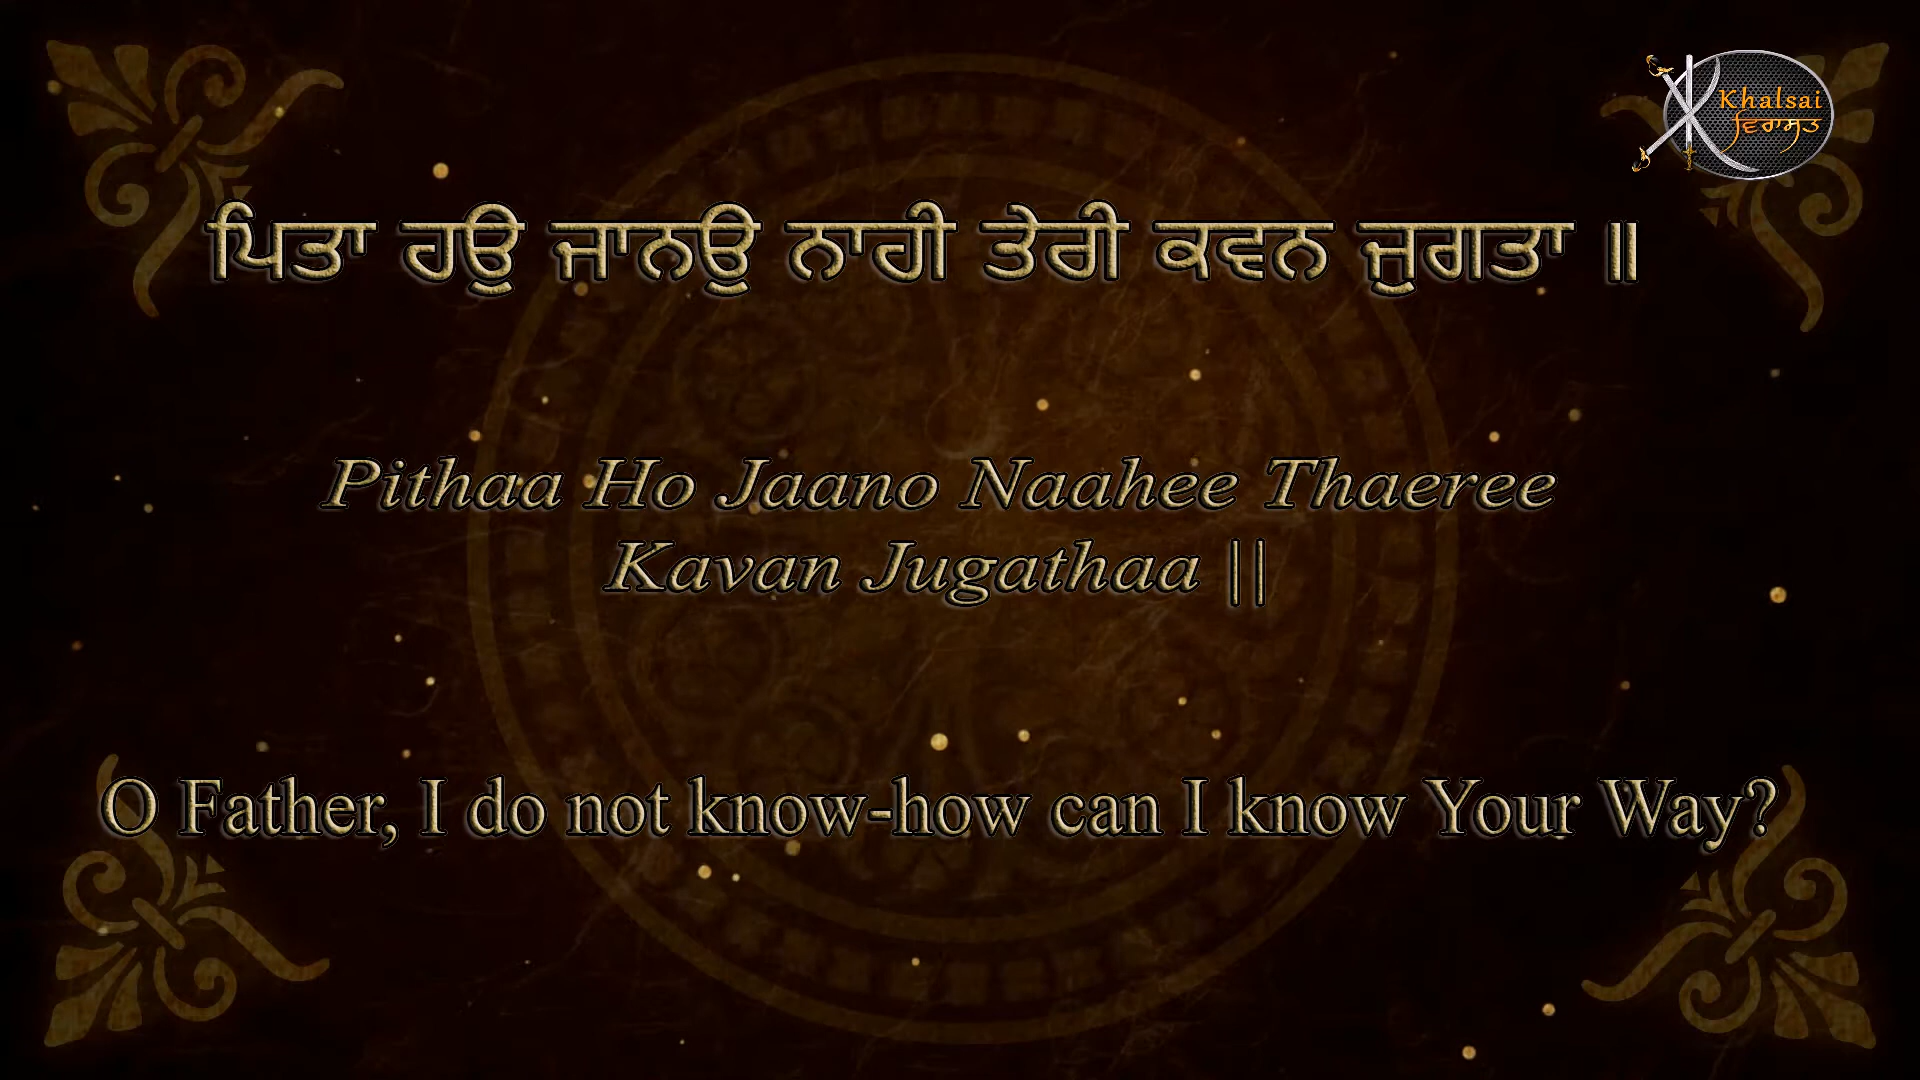 Khalsai
ਵਿਰਾਸਤ
ਪਿਤਾ ਹਉ ਜਾਨਉ ਨਾਹੀ ਤੇਰੀ ਕਵਨ ਜੁਗਤਾ ॥
Pithaa Ho Jaano Naahee Thaeree
Kavan Jugathaa ||
O Father, I do not know-how can I know Your Way?